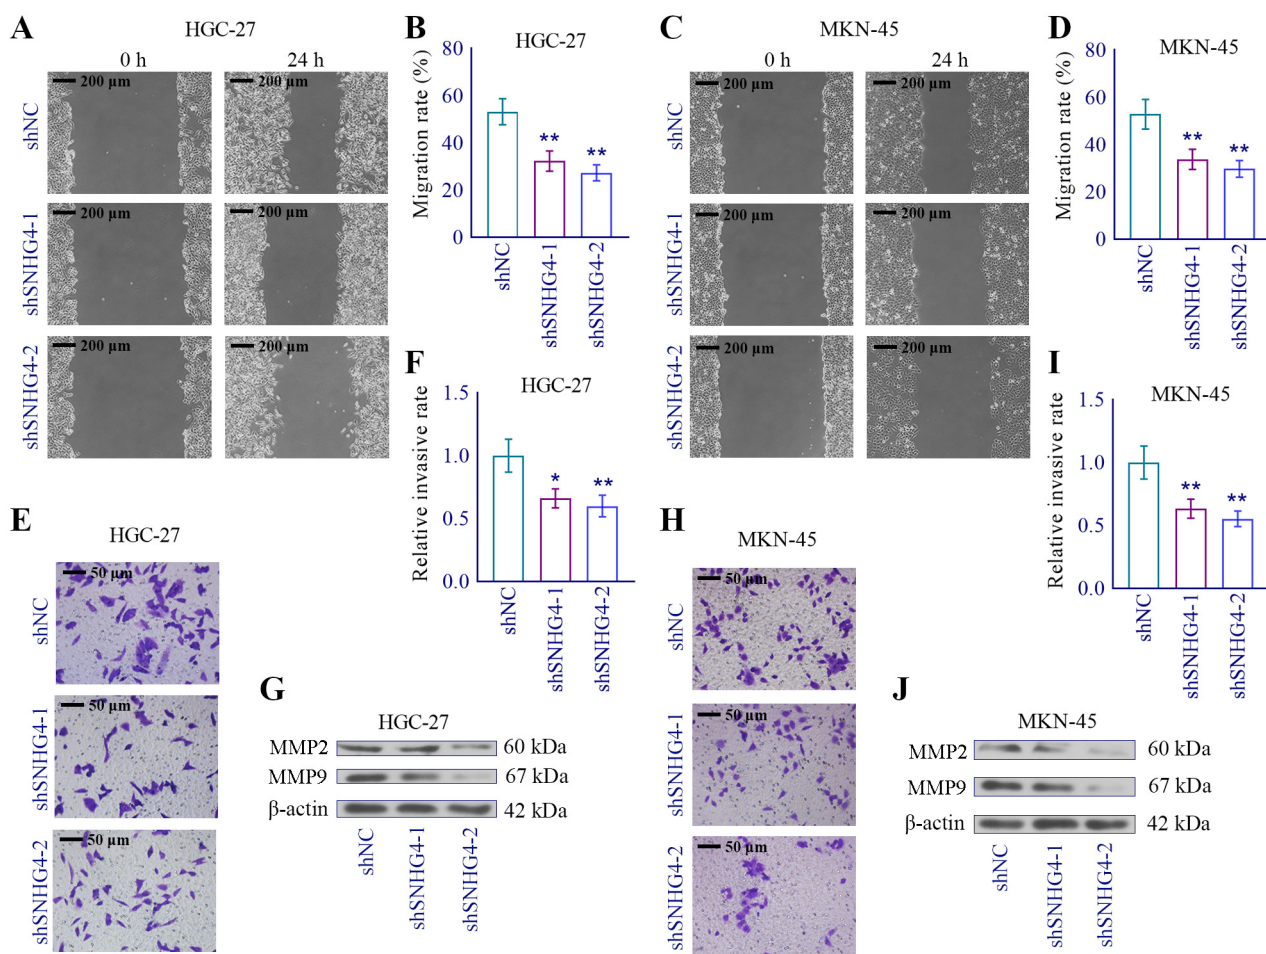 A
HGC-27
0 h
24 h
shNC
200 µm
200 µm
shSNHG4-1
200 µm
200 µm
shSNHG4-2
200 µm
200 µm
B
HGC-27
Migration rate (%)
80
60
40
20
0
**
**
shNC
shSNHG4-1
shSNHG4-2
C
MKN-45
0 h
24 h
shNC
200 µm
200 µm
shSNHG4-1
200 µm
200 µm
shSNHG4-2
200 µm
200 µm
D
MKN-45
Migration rate (%)
80
60
40
20
0
**
**
shNC
shSNHG4-1
shSNHG4-2
E
HGC-27
shNC
50 µm
shSNHG4-1
50 µm
shSNHG4-2
50 µm
F
HGC-27
Relative invasive rate
1.5
1.0
0.5
0.0
*
**
shNC
shSNHG4-1
shSNHG4-2
G
HGC-27
MMP2
60 kDa
MMP9
67 kDa
β-actin
42 kDa
shNC
shSNHG4-1
shSNHG4-2
H
MKN-45
shNC
50 µm
shSNHG4-1
50 µm
shSNHG4-2
50 µm
I
MKN-45
Relative invasive rate
1.5
1.0
0.5
0.0
**
**
shNC
shSNHG4-1
shSNHG4-2
J
MKN-45
MMP2
60 kDa
MMP9
67 kDa
β-actin
42 kDa
shNC
shSNHG4-1
shSNHG4-2